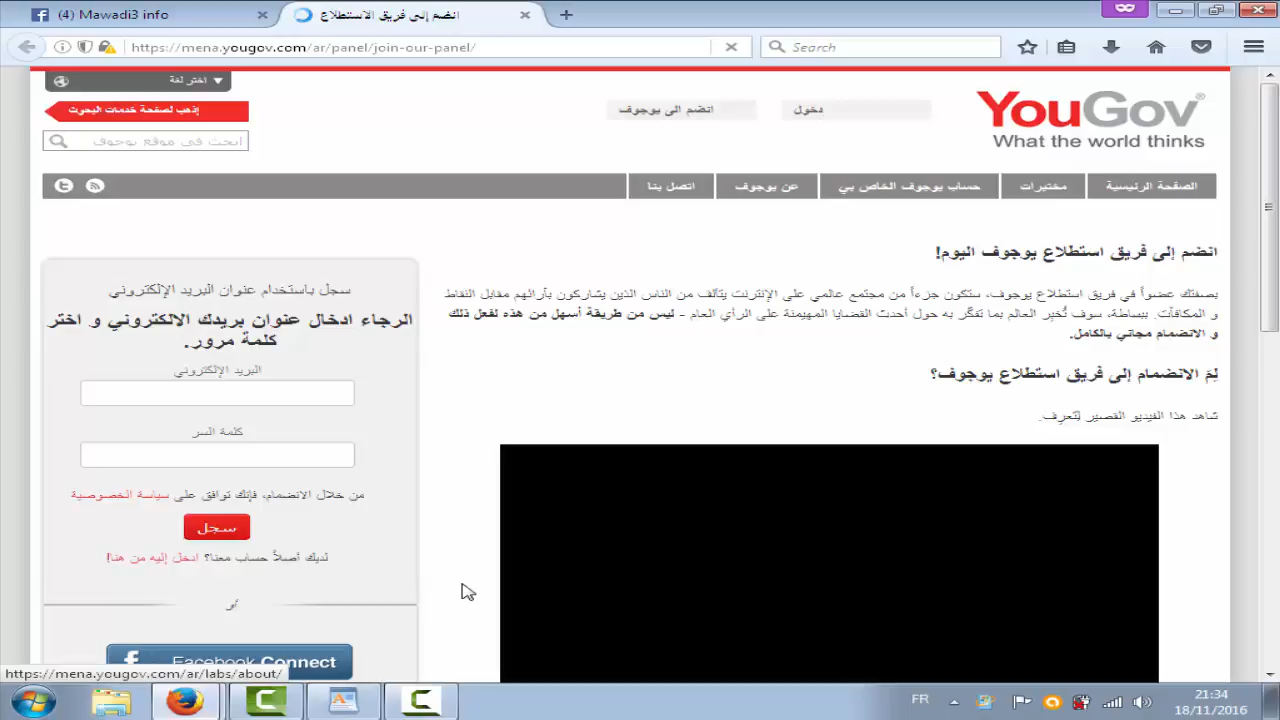 (4) Mawadi3 info
انضم إلى فريق الاستطلاع
https://mena.yougov.com/ar/panel/join-our-panel/
Search
اختر لغة
إذهب لصفحة خدمات البحوث
انضم الى يوجوف
دخول
YouGov®
What the world thinks
ابحث في موقع يوجوف
الصفحة الرئيسية
مختبرات
حساب يوجوف الخاص بي
عن يوجوف
اتصل بنا
انضم إلى فريق استطلاع يوجوف اليوم!
بصفتك عضواً في فريق استطلاع يوجوف، ستكون جزءاً من مجتمع عالمي على الإنترنت يتألف من الناس الذين يشاركون بآرائهم مقابل النقاط
و المكافآت. ببساطة، سوف تُخبِر العالم بما تفكّر به حول أحدث القضايا المهيمنة على الرأي العام - ليس من طريقة أسهل من هذه لفعل ذلك
و الانضمام مجاني بالكامل.
لِمَ الانضمام إلى فريق استطلاع يوجوف؟
شاهد هذا الفيديو القصير لِتَعرِف.
سجل باستخدام عنوان البريد الإلكتروني
الرجاء ادخال عنوان بريدك الالكتروني و اختر
كلمة مرور.
البريد الإلكتروني
كلمة السر
من خلال الانضمام، فإنك توافق على سياسة الخصوصية
سجل
لديك أصلاً حساب معنا؟ ادخل إليه من هنا!
أو
Facebook Connect
https://mena.yougov.com/ar/labs/about/
FR
21:34
18/11/2016